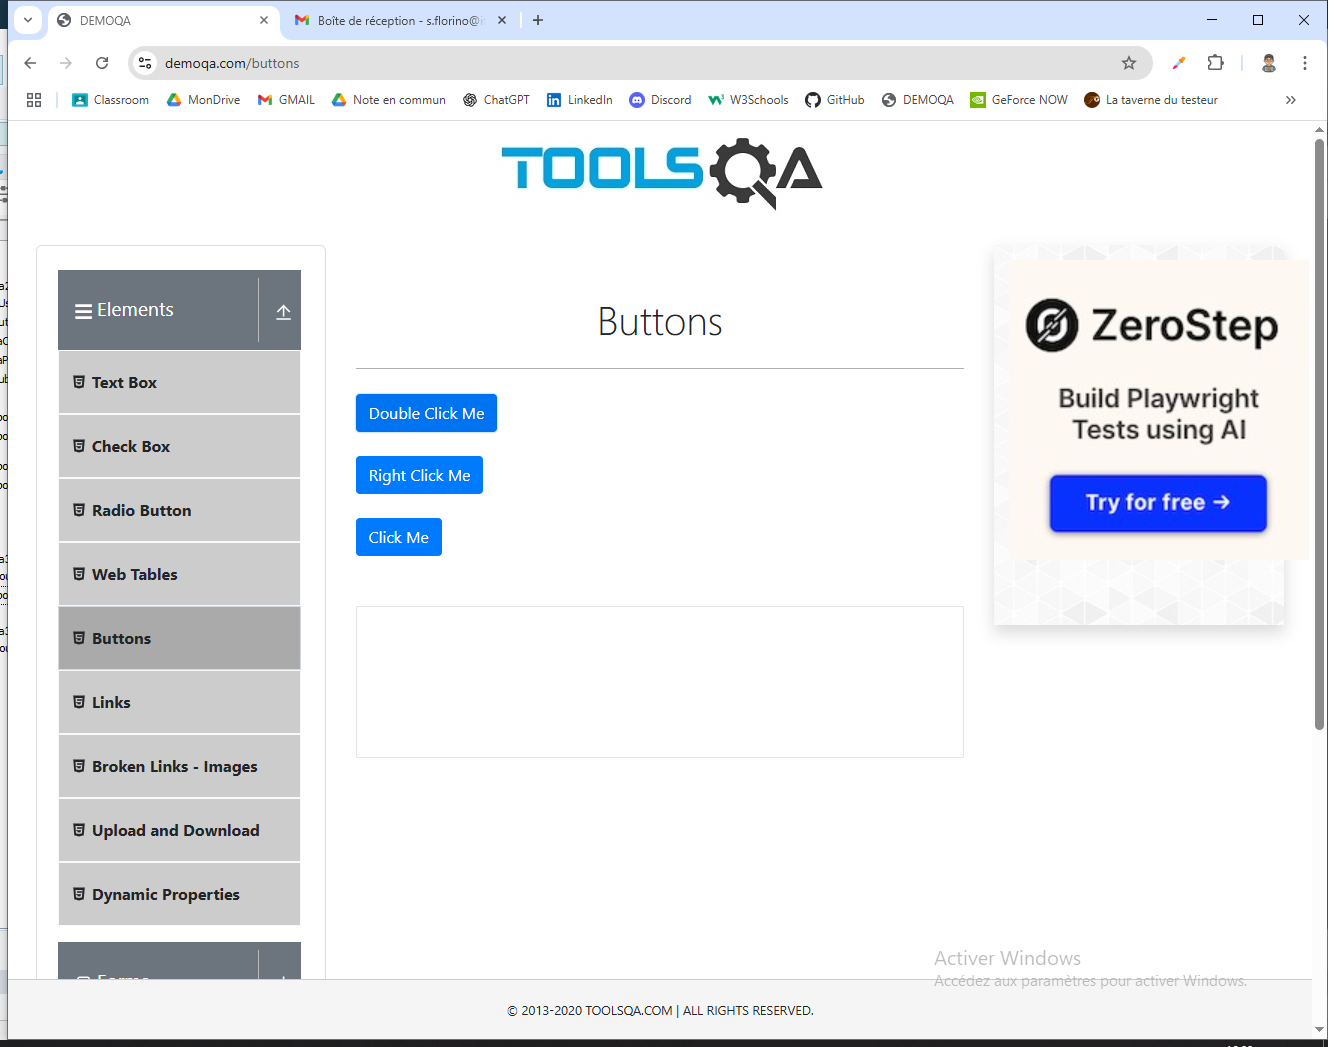 DEMOQA
Boîte de réception - s.florino@
demoqa.com/buttons
Classroom
MonDrive
GMAIL
Note en commun
ChatGPT
LinkedIn
Discord
W3Schools
GitHub
DEMOQA
GeForce NOW
La taverne du testeur
TOOLSQA
Elements
Text Box
Check Box
Radio Button
Web Tables
Buttons
Links
Broken Links - Images
Upload and Download
Dynamic Properties
Forms
Buttons
Double Click Me
Right Click Me
Click Me
ZeroStep
Build Playwright
Tests using AI
Try for free →
Activer Windows
Accédez aux paramètres pour activer Windows.
© 2013-2020 TOOLSQA.COM | ALL RIGHTS RESERVED.